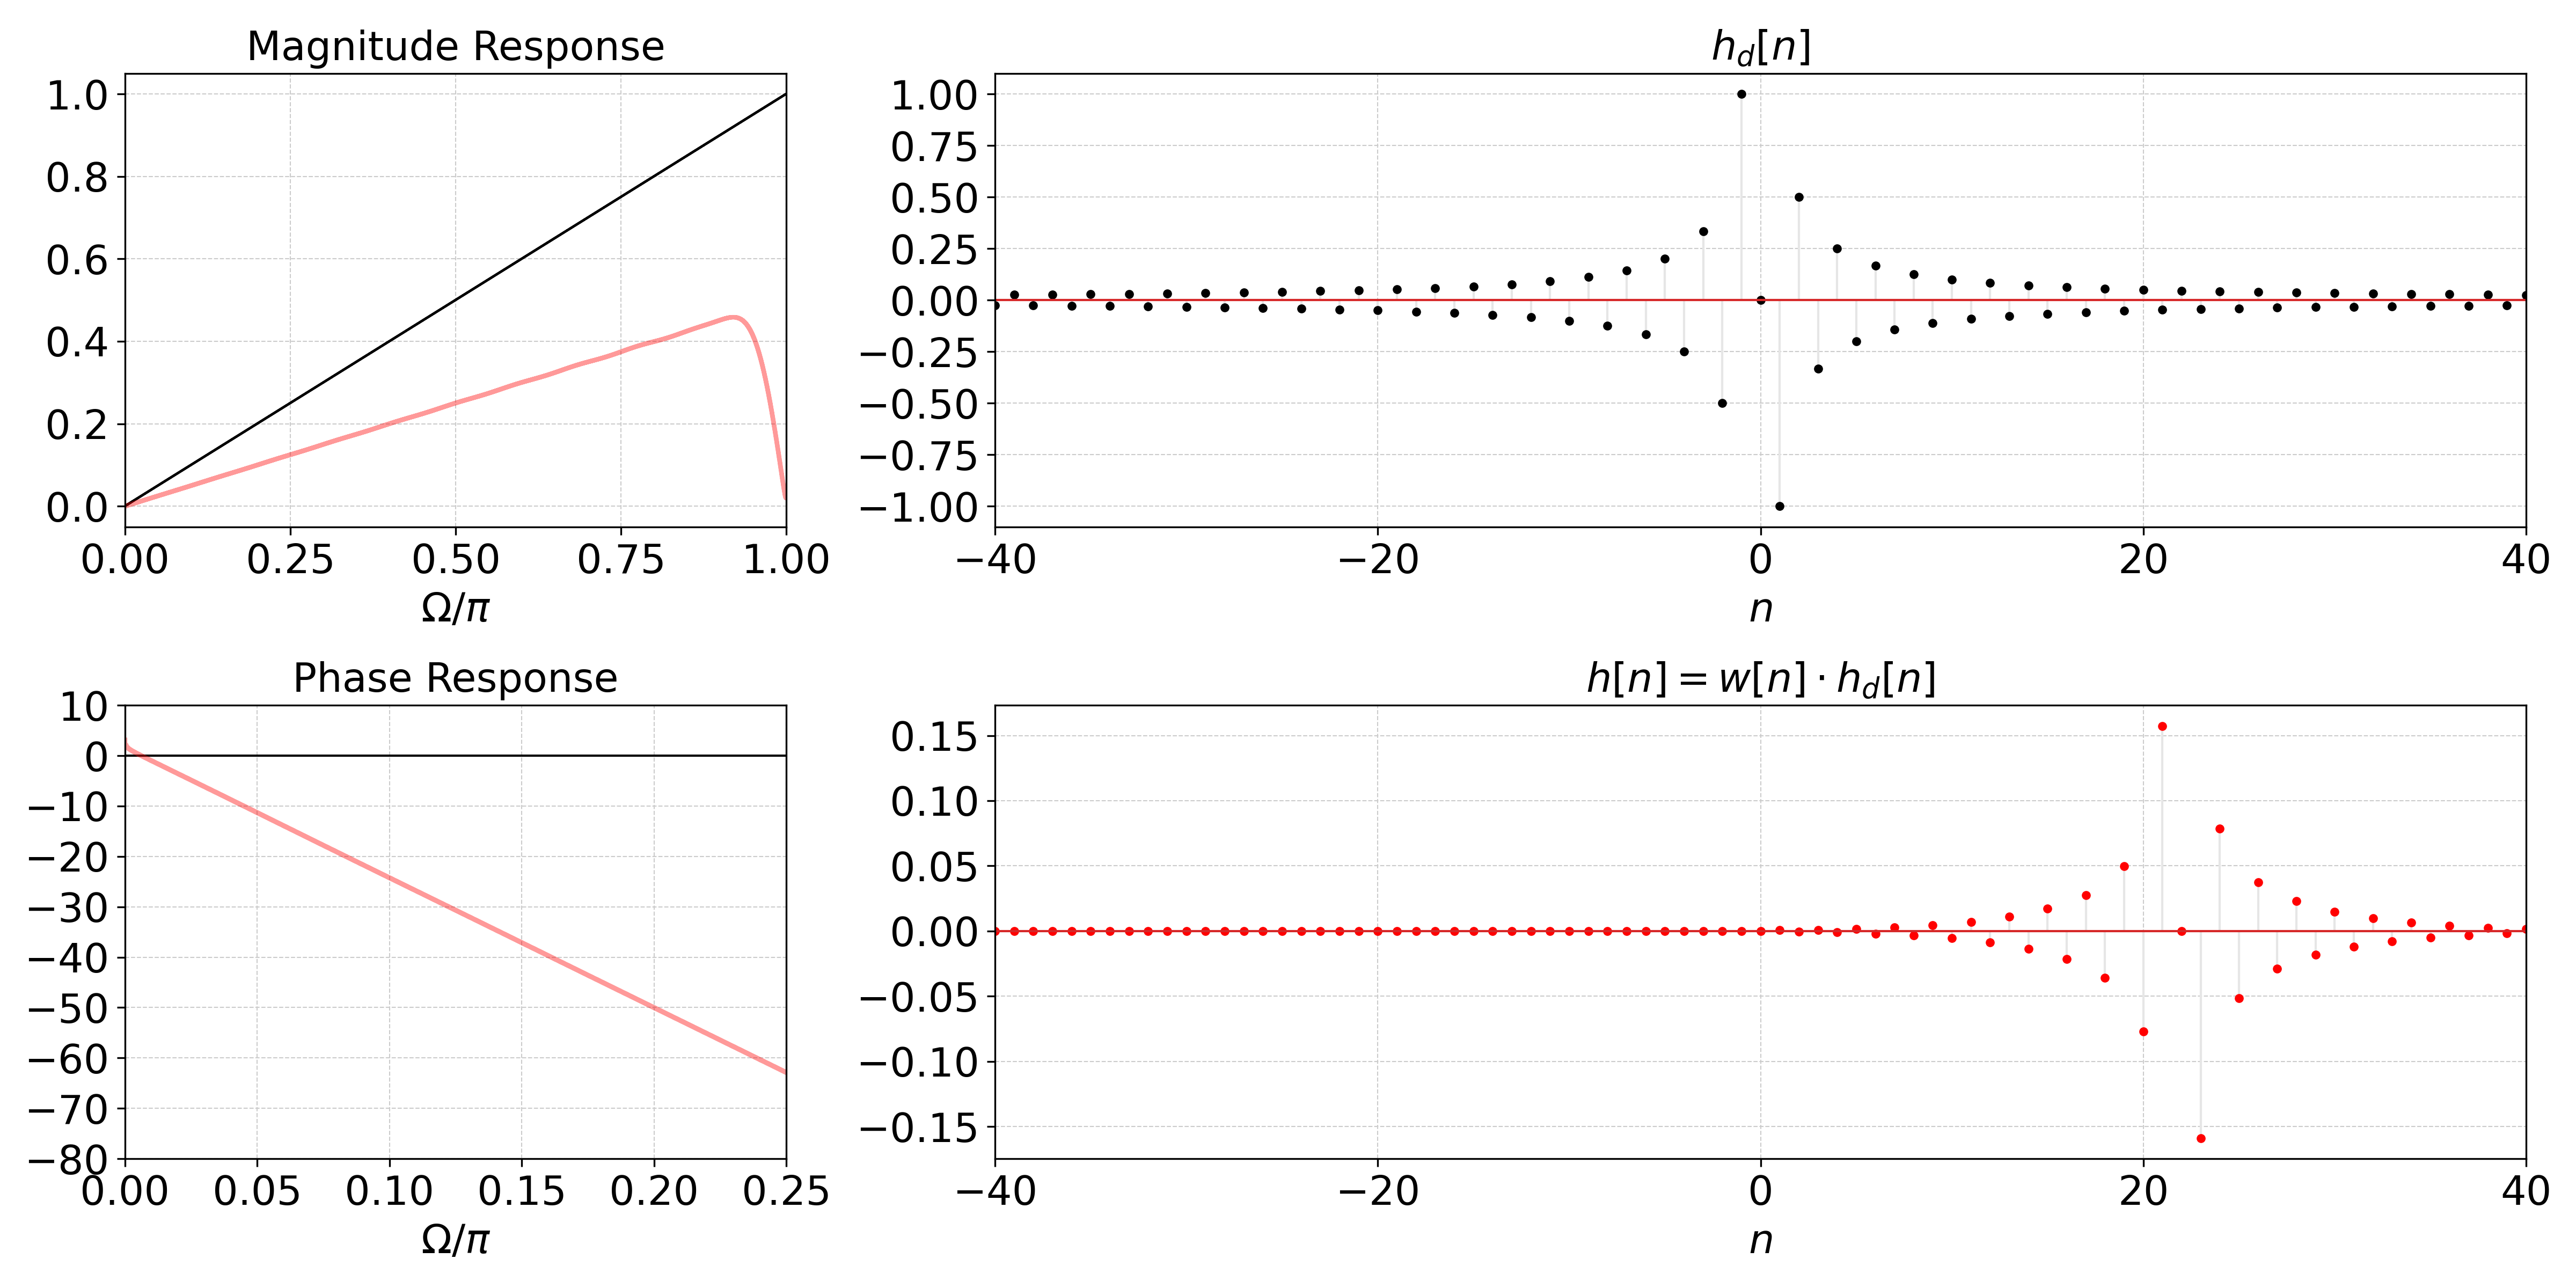 Magnitude Response
1.0
0.8
0.6
0.4
0.2
0.0
0.00 0.25 0.50 0.75 1.00
Ω/π
h_d[n]
1.00
0.75
0.50
0.25
0.00
−0.25
−0.50
−0.75
−1.00
−40 −20 0 20 40
n
Phase Response
10
0
−10
−20
−30
−40
−50
−60
−70
−80
0.00 0.05 0.10 0.15 0.20 0.25
Ω/π
h[n] = w[n] · h_d[n]
0.15
0.10
0.05
0.00
−0.05
−0.10
−0.15
−40 −20 0 20 40
n